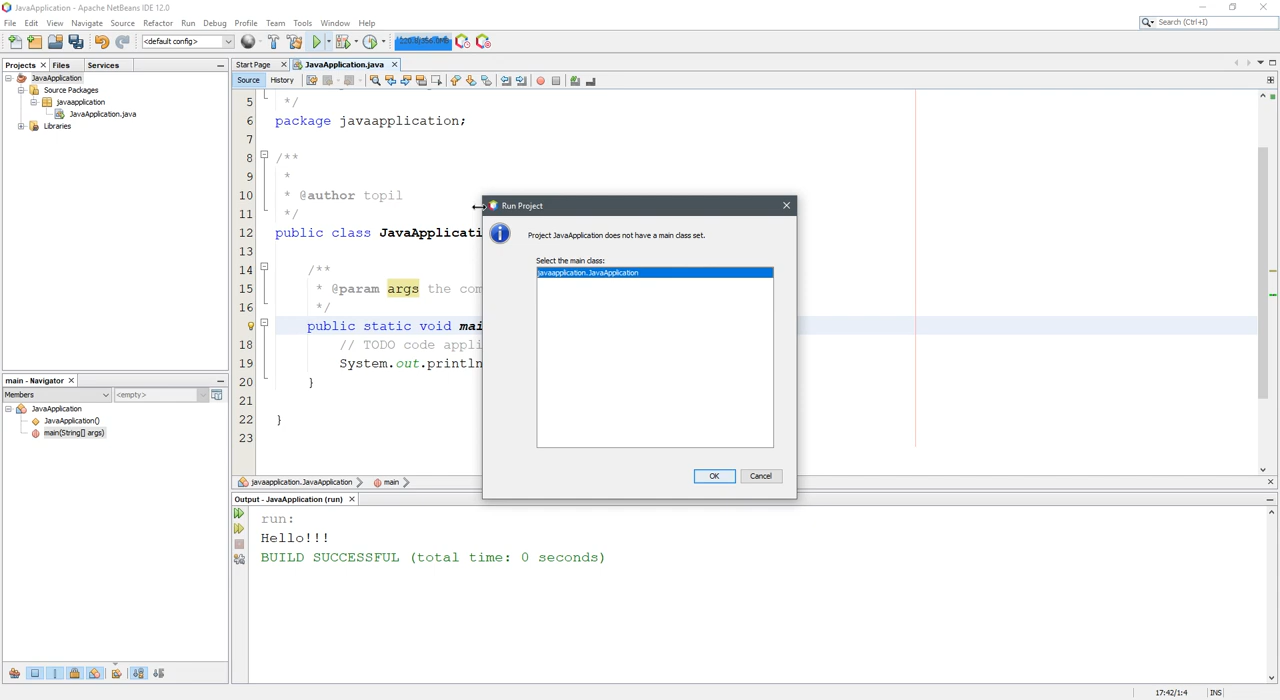 JavaApplication - Apache NetBeans IDE 12.0
File Edit View Navigate Source Refactor Run Debug Profile Team Tools Window Help
Search (Ctrl+I)
<default config>
Projects Files Services
Start Page JavaApplication.java
Source History
JavaApplication
Source Packages
javaapplication
JavaApplication.java
Libraries
5 */
6 package javaapplication;
7
8 /**
9 *
10 * @author topil
11 */
12 public class JavaApplicati
13
14 /**
15 * @param args the com
16 */
public static void mai
18 // TODO code appli
19 System.out.println
20 }
21
22 }
23
Run Project
Project JavaApplication does not have a main class set.
Select the main class:
javaapplication.JavaApplication
OK Cancel
main - Navigator
Members <empty>
JavaApplication
JavaApplication()
main(String[] args)
javaapplication.JavaApplication main
Output - JavaApplication (run)
run:
Hello!!!
BUILD SUCCESSFUL (total time: 0 seconds)
17:42/1:4 INS